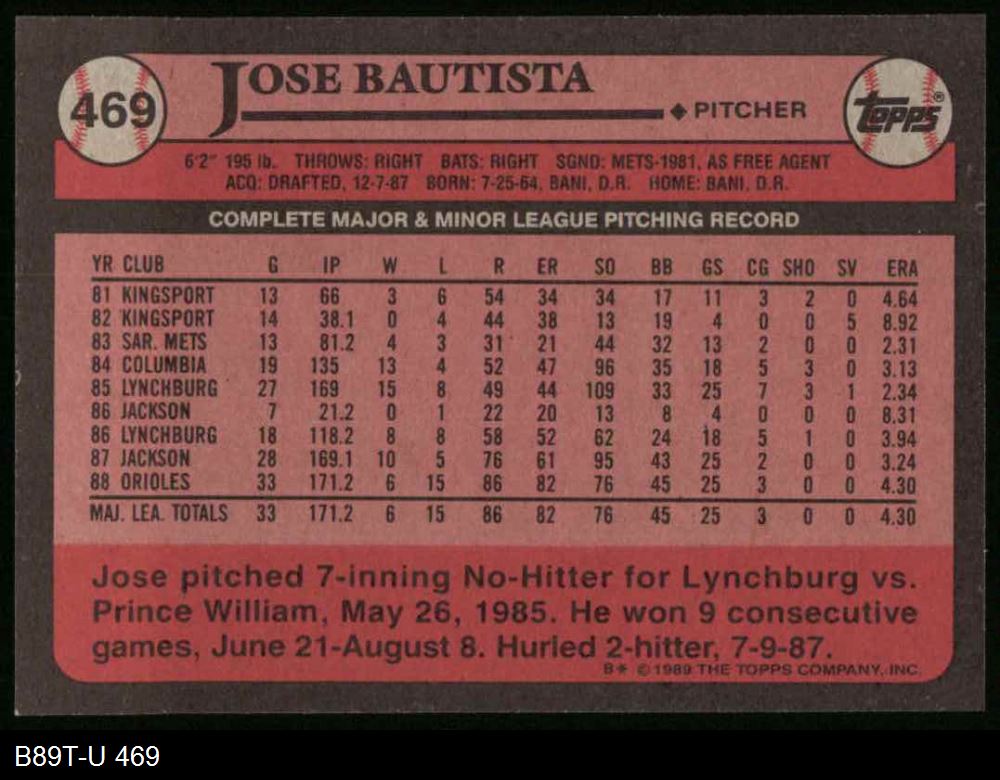 469
JOSE BAUTISTA
◆ PITCHER
TOPPS®
6'2" 195 lb. THROWS: RIGHT BATS: RIGHT SGND: METS-1981, AS FREE AGENT
ACQ: DRAFTED, 12-7-87 BORN: 7-25-64, BANI, D.R. HOME: BANI, D.R.
COMPLETE MAJOR & MINOR LEAGUE PITCHING RECORD
YR CLUB G IP W L R ER SO BB GS CG SHO SV ERA
81 KINGSPORT 13 66 3 6 54 34 34 17 11 3 2 0 4.64
82 KINGSPORT 14 38.1 0 4 44 38 13 19 4 0 0 5 8.92
83 SAR. METS 13 81.2 4 3 31 21 44 32 13 2 0 0 2.31
84 COLUMBIA 19 135 13 4 52 47 96 35 18 5 3 0 3.13
85 LYNCHBURG 27 169 15 8 49 44 109 33 25 7 3 1 2.34
86 JACKSON 7 21.2 0 1 22 20 13 8 4 0 0 0 8.31
86 LYNCHBURG 18 118.2 8 8 58 52 62 24 18 5 1 0 3.94
87 JACKSON 28 169.1 10 5 76 61 95 43 25 2 0 0 3.24
88 ORIOLES 33 171.2 6 15 86 82 76 45 25 3 0 0 4.30
MAJ. LEA. TOTALS 33 171.2 6 15 86 82 76 45 25 3 0 0 4.30
Jose pitched 7-inning No-Hitter for Lynchburg vs.
Prince William, May 26, 1985. He won 9 consecutive
games, June 21-August 8. Hurled 2-hitter, 7-9-87.
B* © 1989 THE TOPPS COMPANY, INC.
B89T-U 469